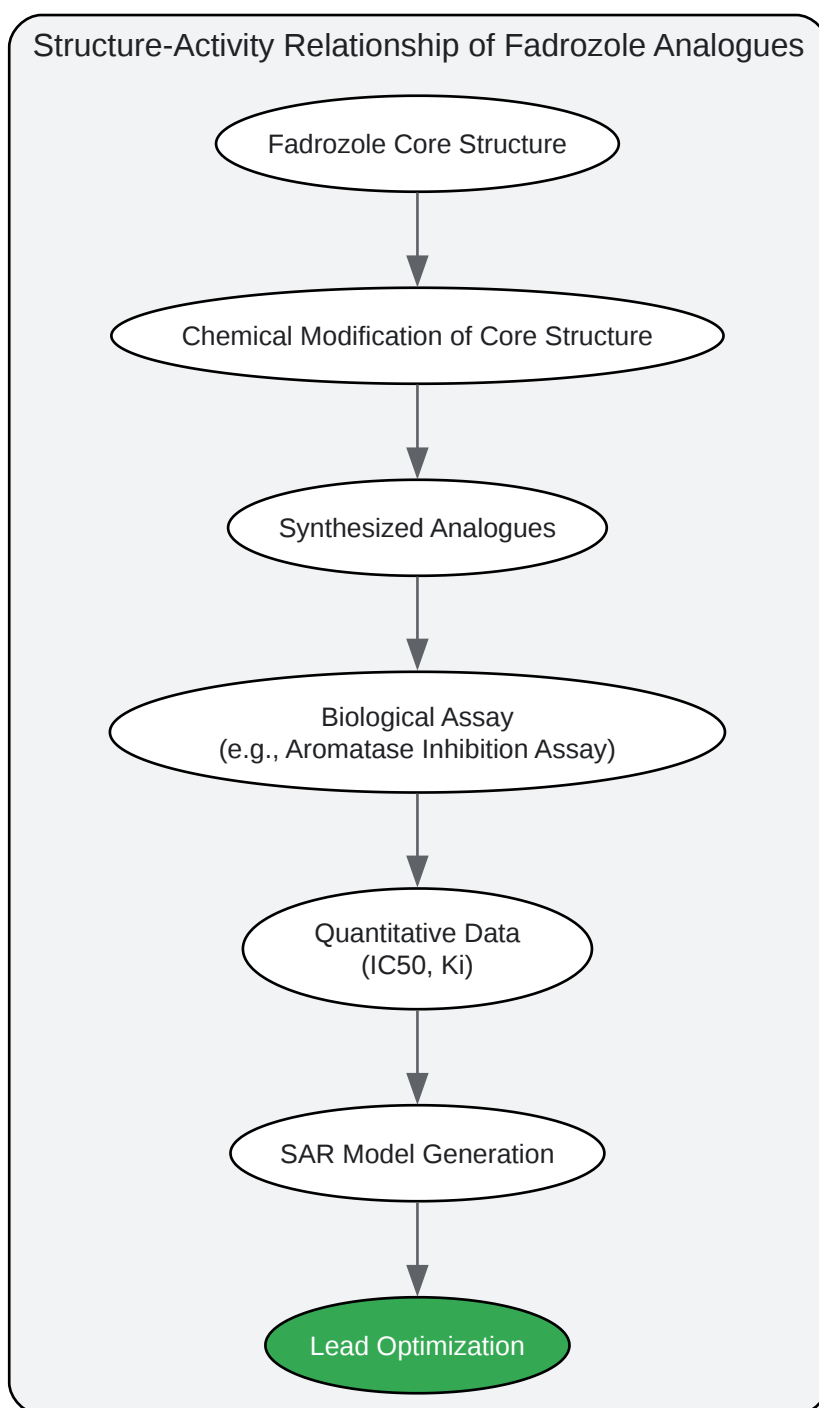 Structure-Activity Relationship of Fadrozole Analogues
Fadrozole Core Structure
Chemical Modification of Core Structure
Synthesized Analogues
Biological Assay
(e.g., Aromatase Inhibition Assay)
Quantitative Data
(IC50, Ki)
SAR Model Generation
Lead Optimization